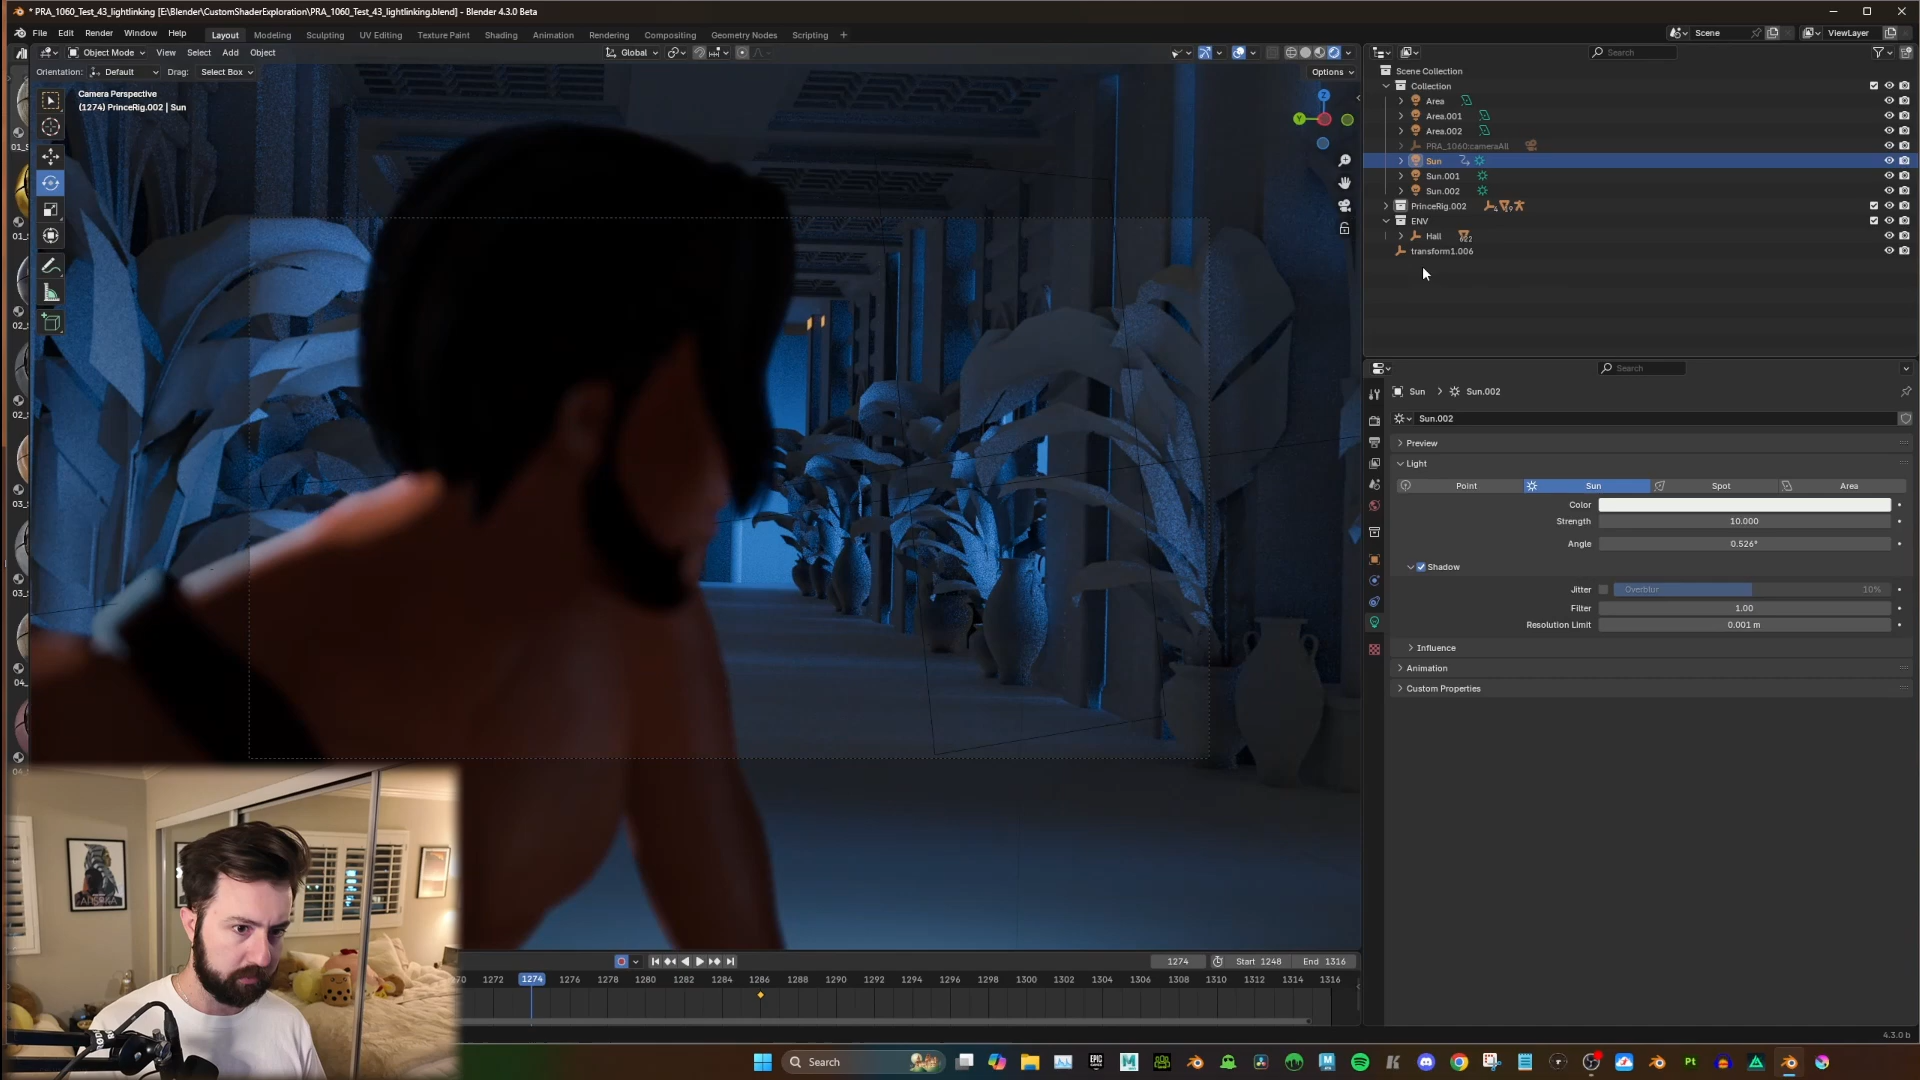 * PRA_1060_Test_43_lightlinking [E:\Blender\CustomShaderExploration\PRA_1060_Test_43_lightlinking.blend] - Blender 4.3.0 Beta
File Edit Render Window Help Layout Modeling Sculpting UV Editing Texture Paint Shading Animation Rendering Compositing Geometry Nodes Scripting + Scene ViewLayer
Object Mode View Select Add Object Global Search
Orientation: Default Drag: Select Box Options
Camera Perspective
(1274) PrinceRig.002 | Sun
Scene Collection
Collection
Area
Area.001
Area.002
PRA_1060:cameraAll
Sun
Sun.001
Sun.002
PrinceRig.002
ENV
Hall
transform1.006
Search
Sun > Sun.002
Sun.002
Preview
Light
Point Sun Spot Area
Color
Strength 10.000
Angle 0.526°
Shadow
Jitter Overblur 10%
Filter 1.00
Resolution Limit 0.001 m
Influence
Animation
Custom Properties
1274 Start 1248 End 1316
1272 1274 1276 1278 1280 1282 1284 1286 1288 1290 1292 1294 1296 1298 1300 1302 1304 1306 1308 1310 1312 1314 1316
4.3.0 b
Search